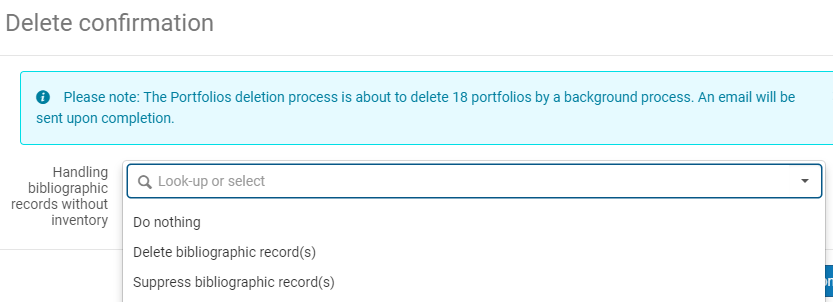 Delete confirmation
Please note: The Portfolios deletion process is about to delete 18 portfolios by a background process. An email will be
sent upon completion.
Handling
bibliographic
records without
inventory
Look-up or select
Do nothing
Delete bibliographic record(s)
Suppress bibliographic record(s)